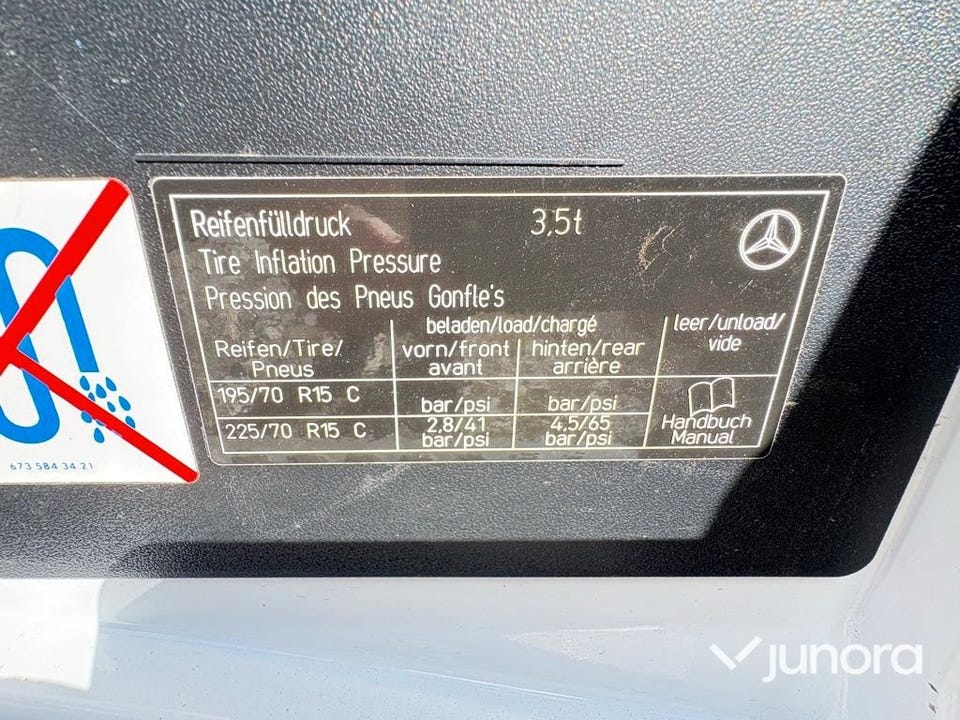 Reifenfülldruck 3,5t
Tire Inflation Pressure
Pression des Pneus Gonfle's
beladen/load/chargé leer/unload/
vide
Reifen/Tire/ vorn/front hinten/rear
Pneus avant arrière
195/70 R15 C bar/psi bar/psi
225/70 R15 C 2,8/41 4,5/65 Handbuch
bar/psi bar/psi Manual
673 584 34 21
junora